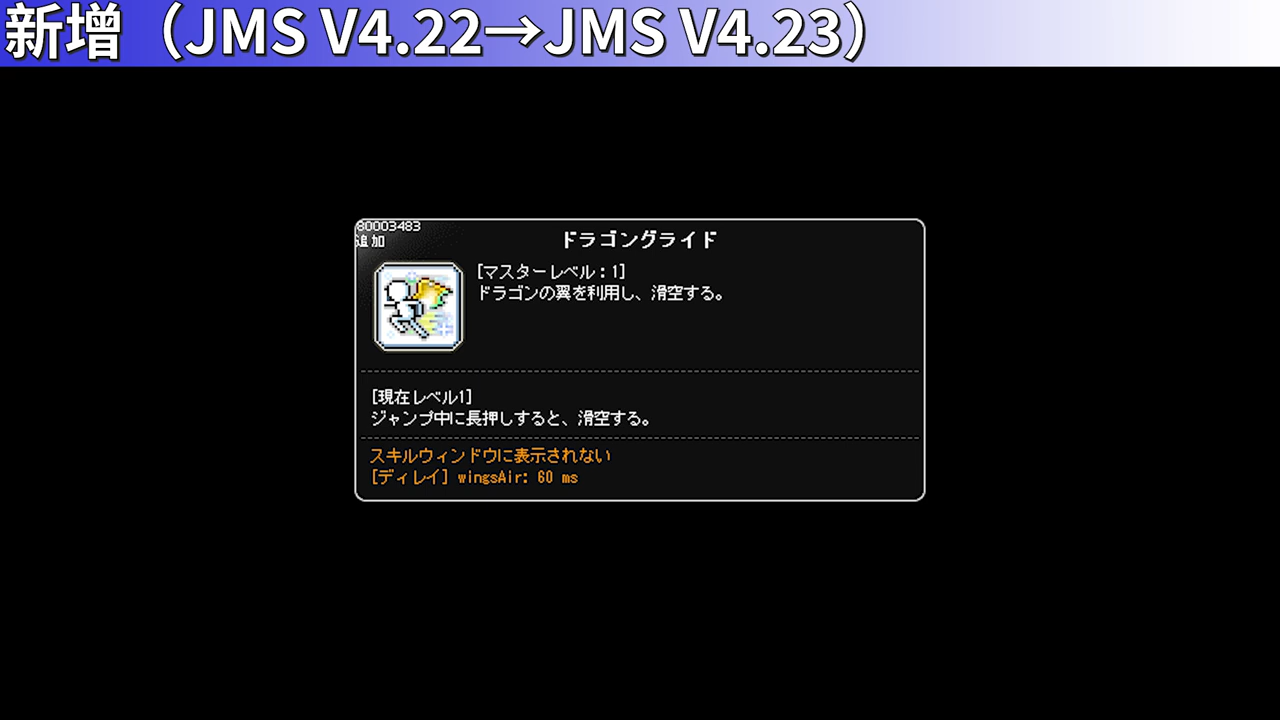 新增（JMS V4.22→JMS V4.23）
80003483
追加
ドラゴングライド
[マスターレベル：1]
ドラゴンの翼を利用し、滑空する。
[現在レベル1]
ジャンプ中に長押しすると、滑空する。
スキルウィンドウに表示されない
[ディレイ] wingsAir: 60 ms